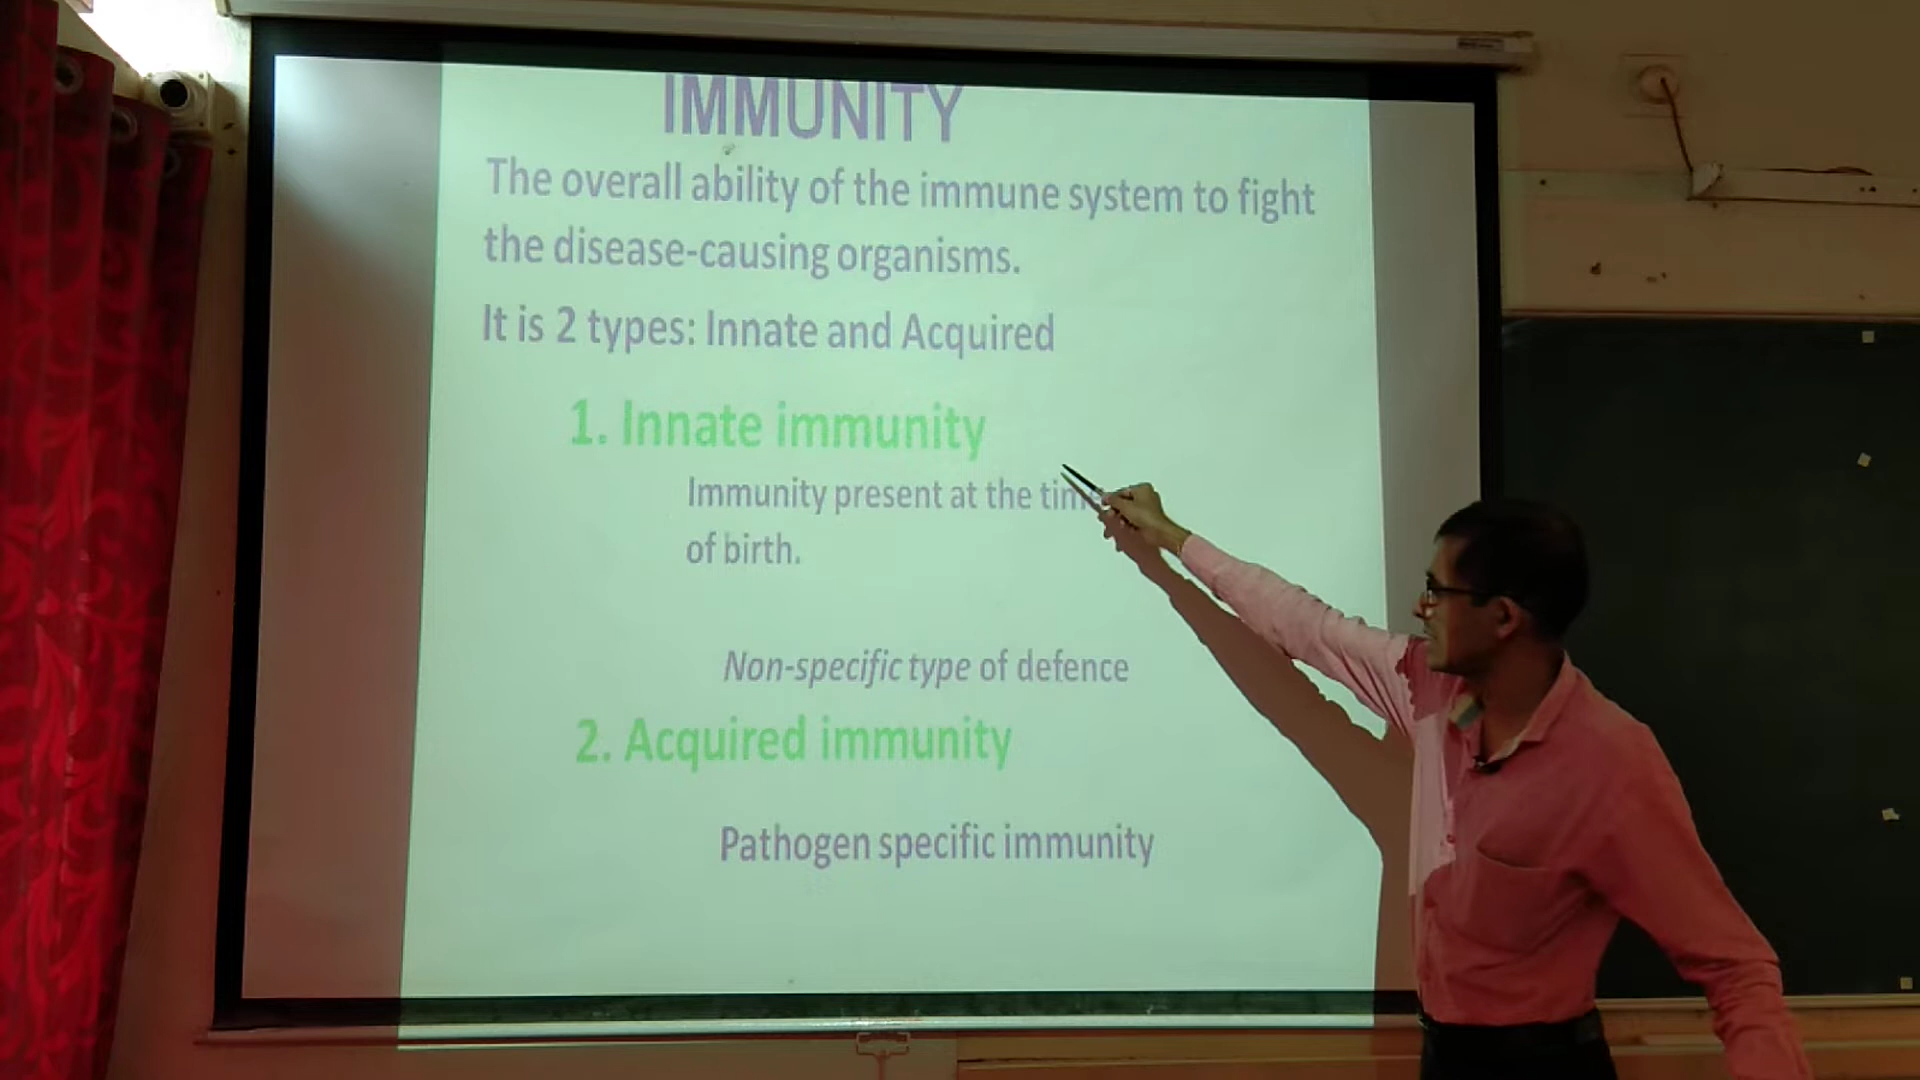 IMMUNITY
The overall ability of the immune system to fight
the disease-causing organisms.
It is 2 types: Innate and Acquired
1. Innate immunity
Immunity present at the time
of birth.
Non-specific type of defence
2. Acquired immunity
Pathogen specific immunity